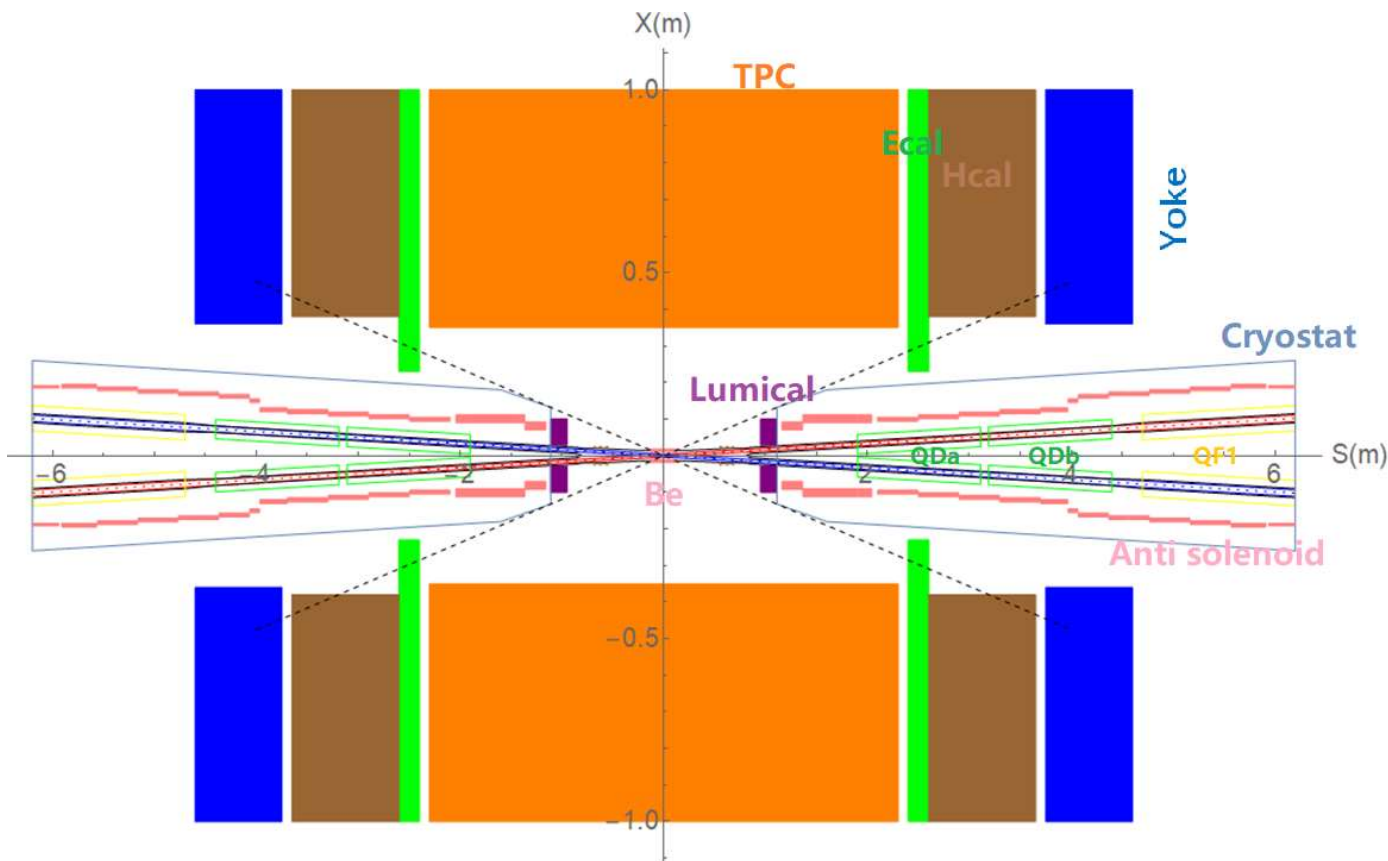 X(m)
TPC
1.0
Ecal
Hcal
Yoke
0.5
Cryostat
Lumical
QDa
QDb
QF1
S(m)
−6
−4
−2
2
4
6
Be
Anti solenoid
−0.5
−1.0